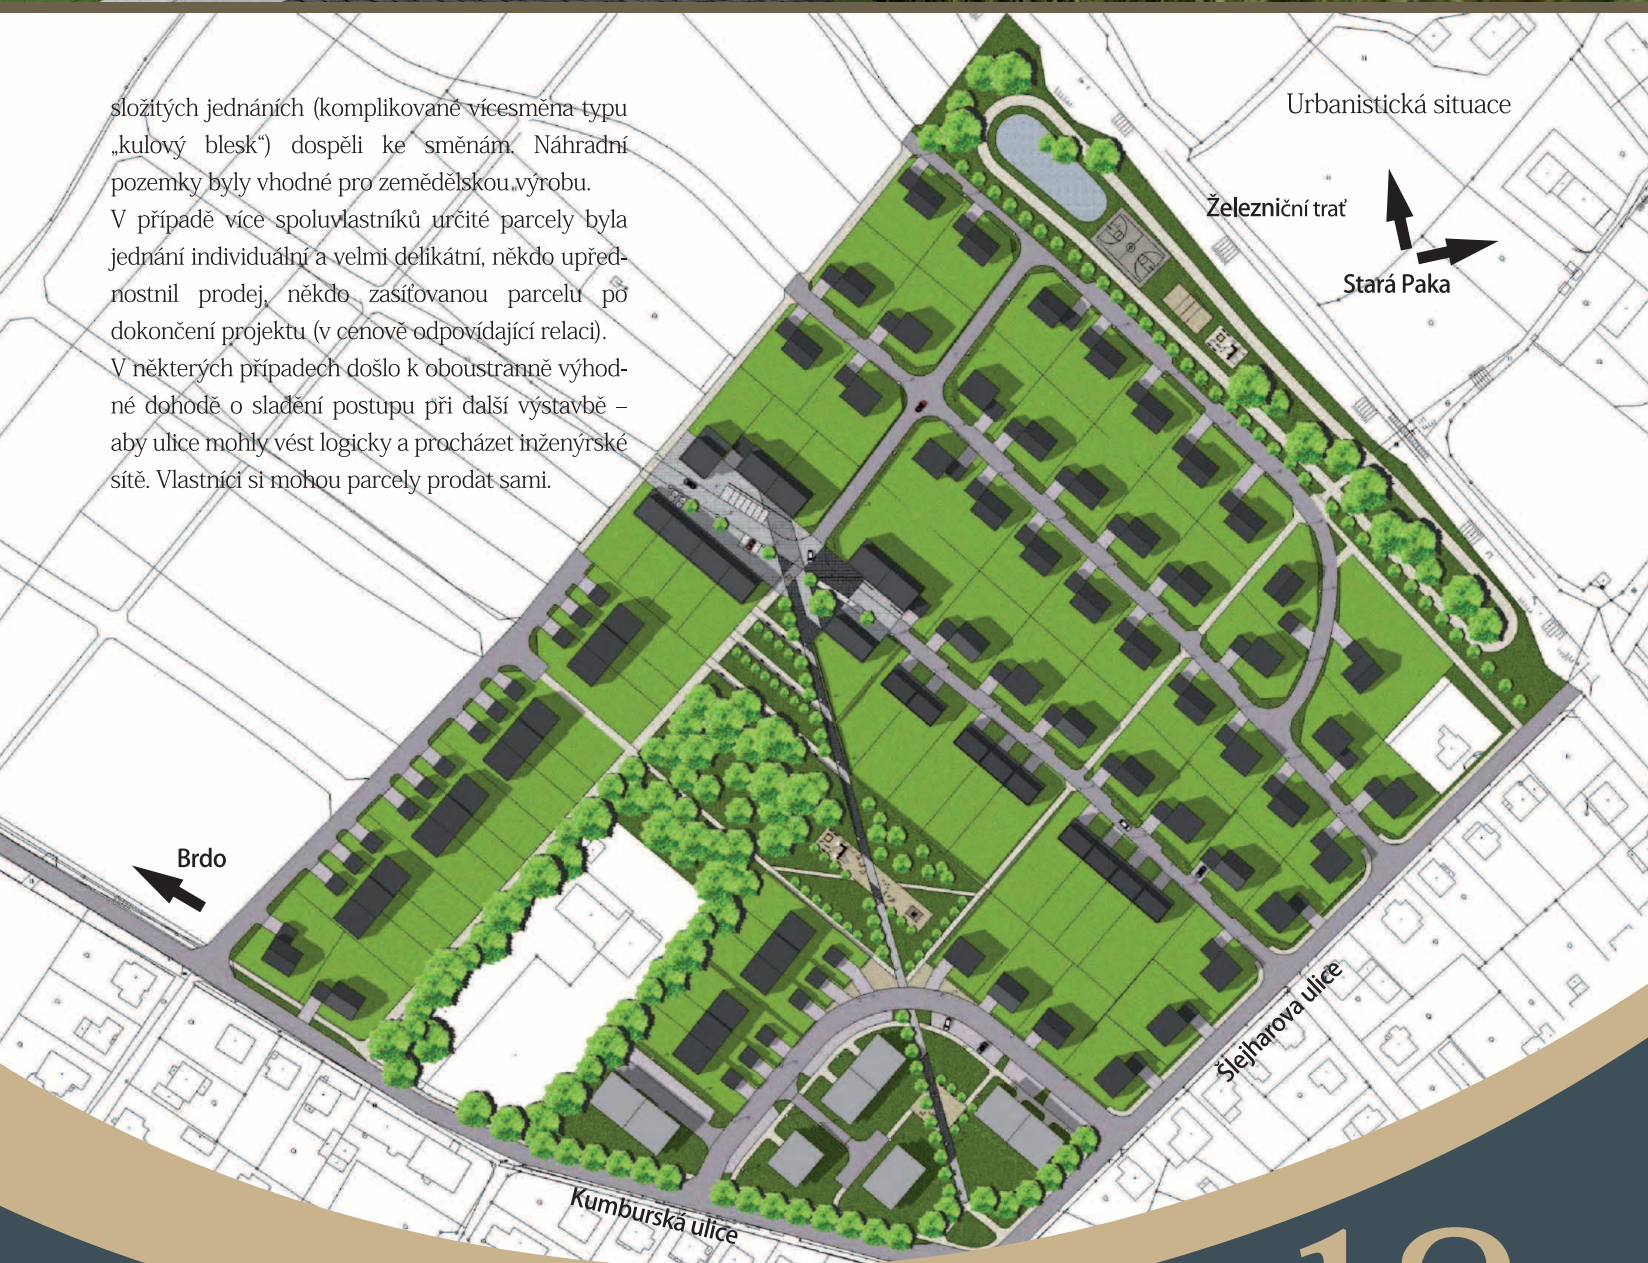 složitých jednáních (komplikované vícesměna typu
„kulový blesk“) dospěli ke směnám. Náhradní
pozemky byly vhodné pro zemědělskou výrobu.
V případě více spoluvlastníků určité parcely byla
jednání individuální a velmi delikátní, někdo upřed-
nostnil prodej, někdo zasíťovanou parcelu po
dokončení projektu (v cenově odpovídající relaci).
V některých případech došlo k oboustranně výhod-
né dohodě o sladění postupu při další výstavbě –
aby ulice mohly vést logicky a procházet inženýrské
sítě. Vlastníci si mohou parcely prodat sami.
Urbanistická situace
Železniční trať
Stará Paka
Brdo
Šlejharova ulice
Kumburská ulice